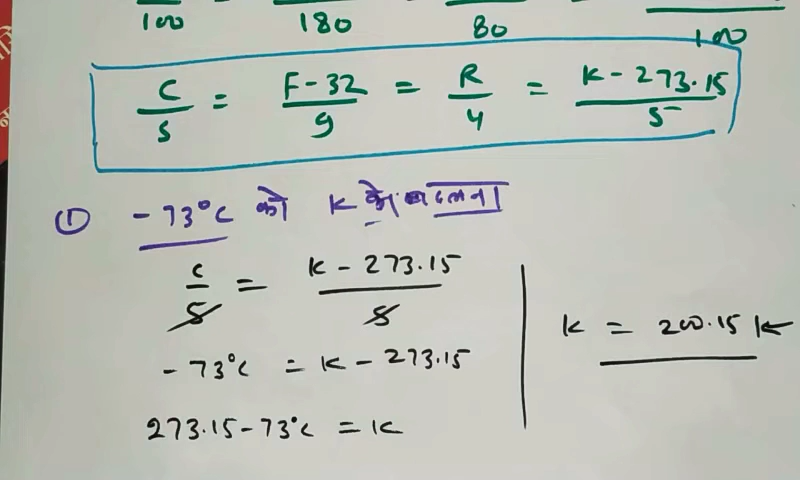 100 180 80 100
C/5 = F-32/9 = R/4 = K-273.15/5
① -73°C को K में बदलना
C/5 = K-273.15/5
-73°C = K-273.15
273.15-73°C = K
K = 200.15 K